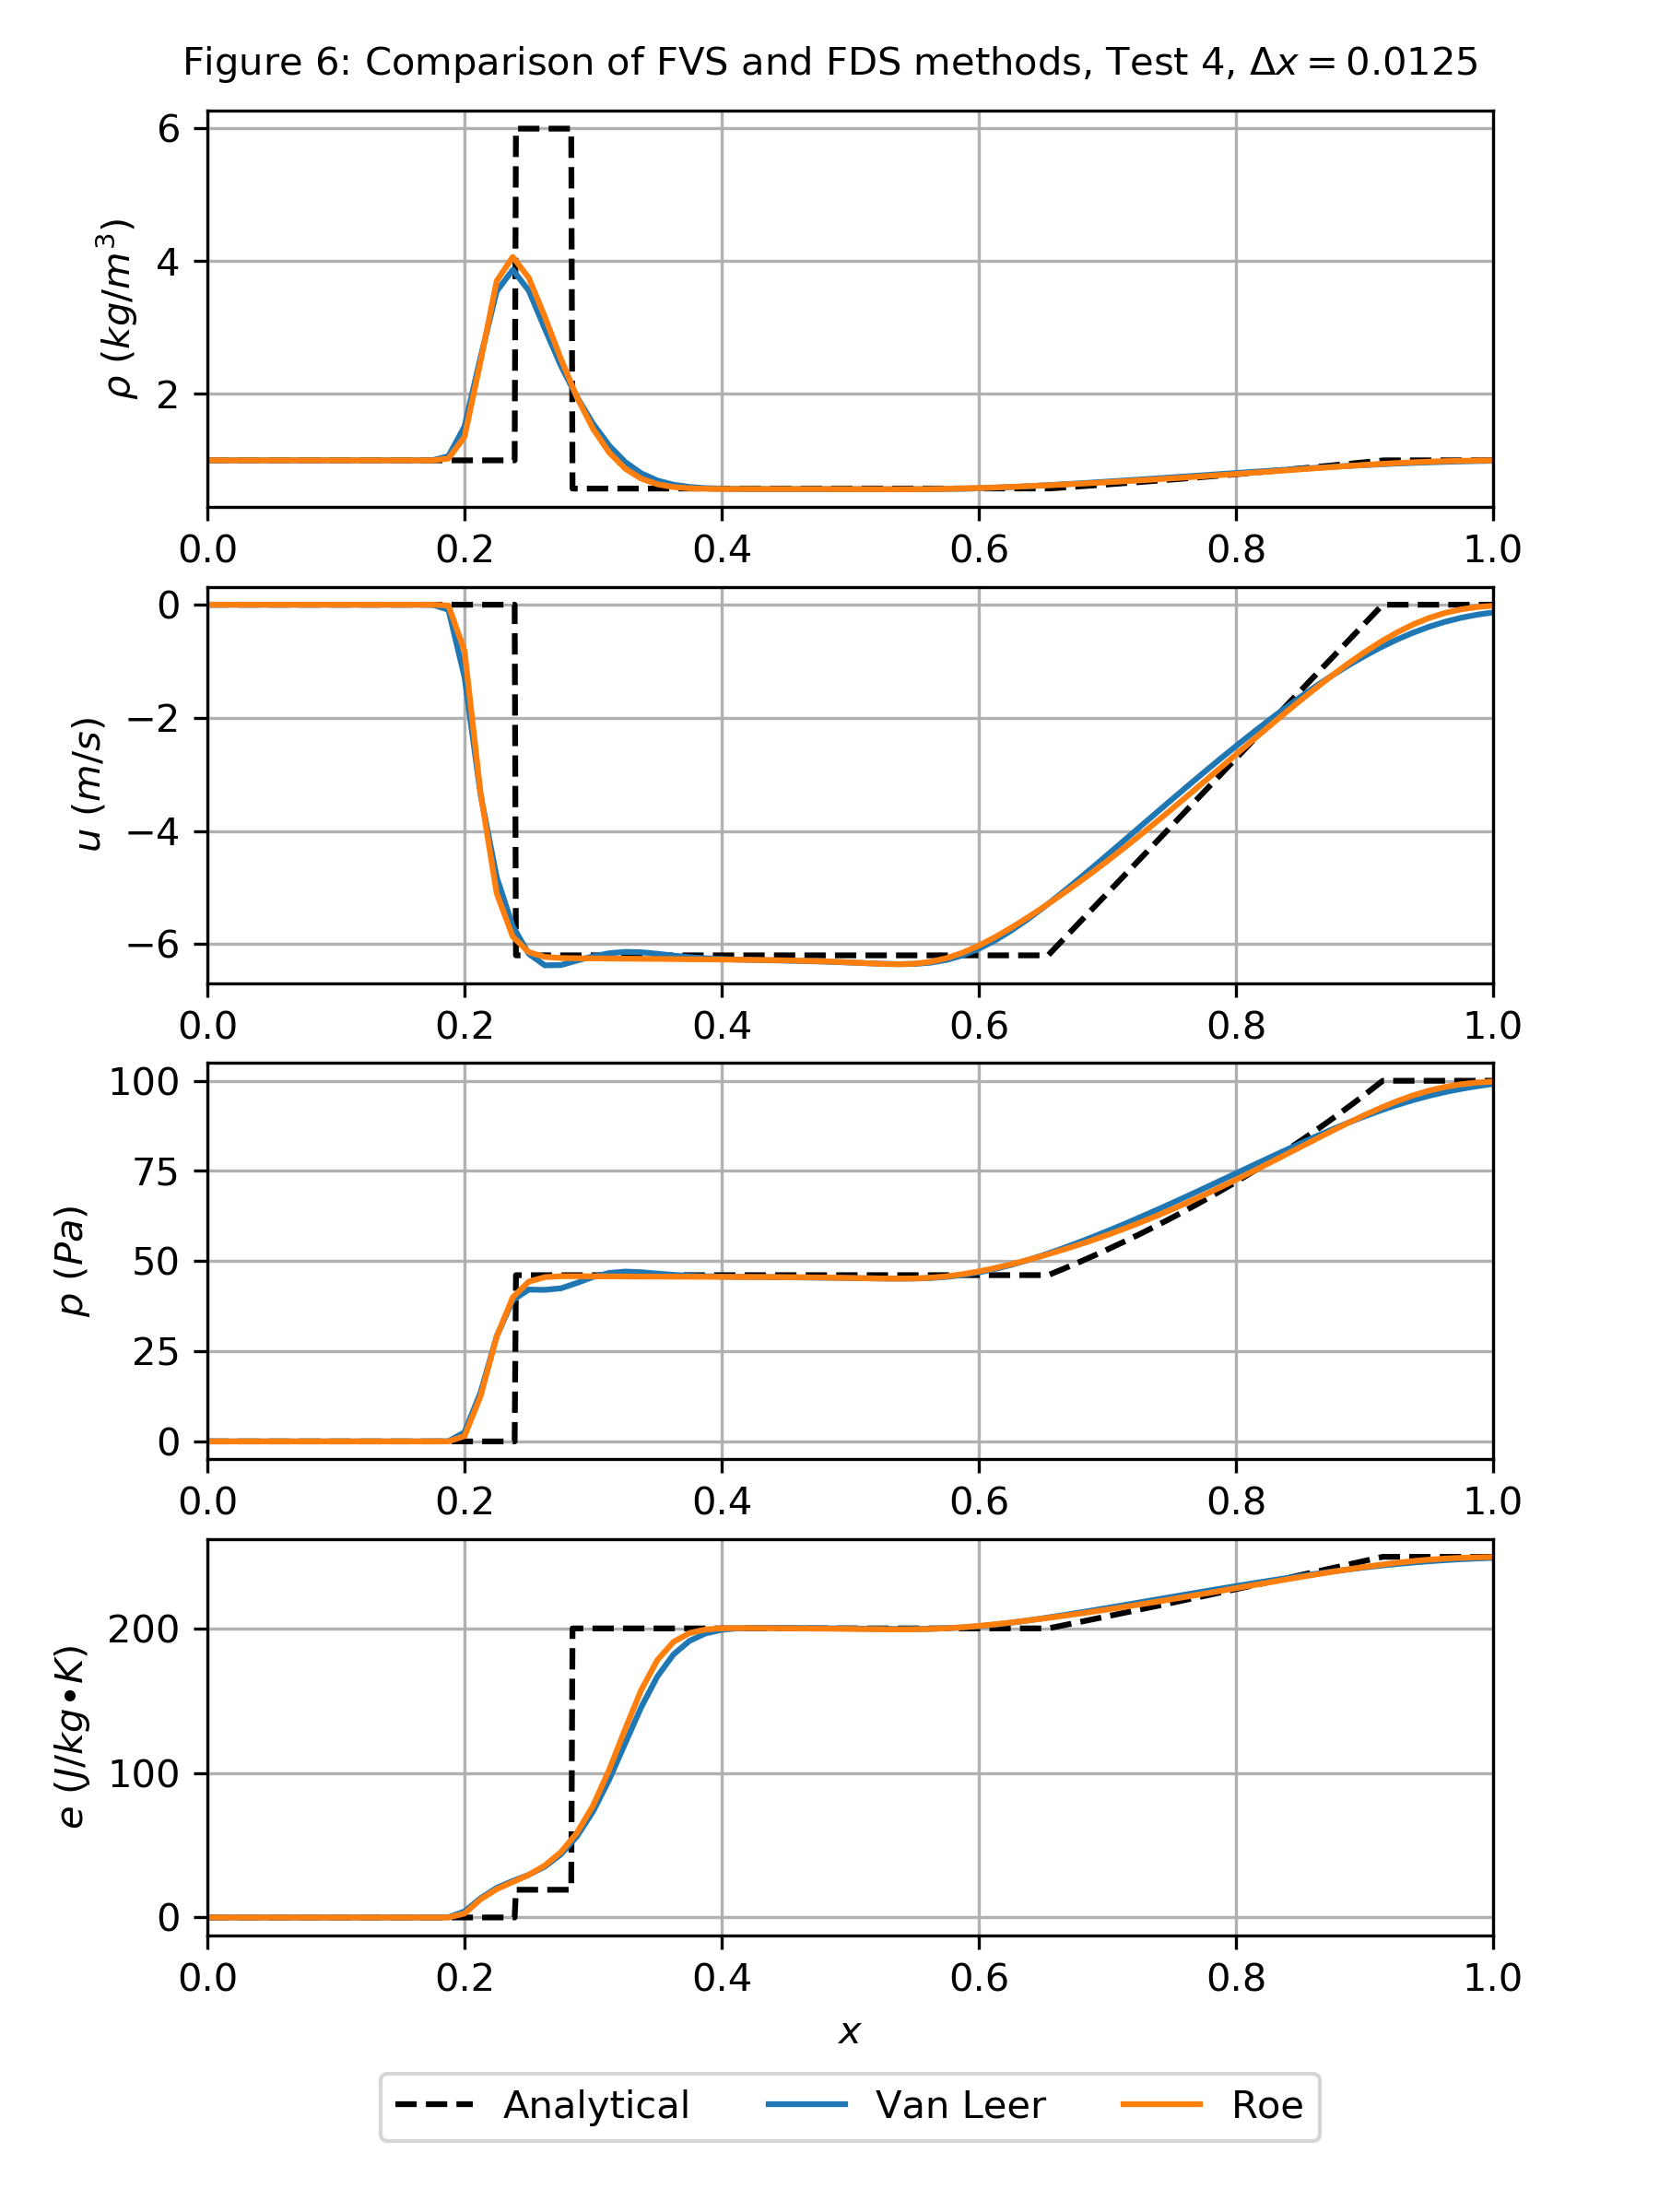 Figure 6: Comparison of FVS and FDS methods, Test 4, Δx = 0.0125
ρ (kg/m³)
6
4
2
0.0 0.2 0.4 0.6 0.8 1.0
u (m/s)
0
−2
−4
−6
0.0 0.2 0.4 0.6 0.8 1.0
p (Pa)
100
75
50
25
0
0.0 0.2 0.4 0.6 0.8 1.0
e (J/kg•K)
200
100
0
0.0 0.2 0.4 0.6 0.8 1.0
x
Analytical Van Leer Roe